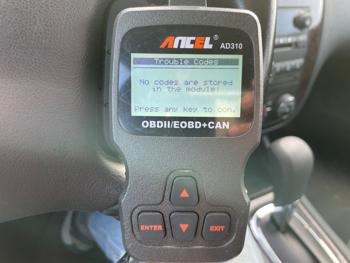 ANCEL
AD310
Trouble Codes
No codes are stored
in the module!
Press any key to con.
OBDII/EOBD+CAN
ENTER
EXIT